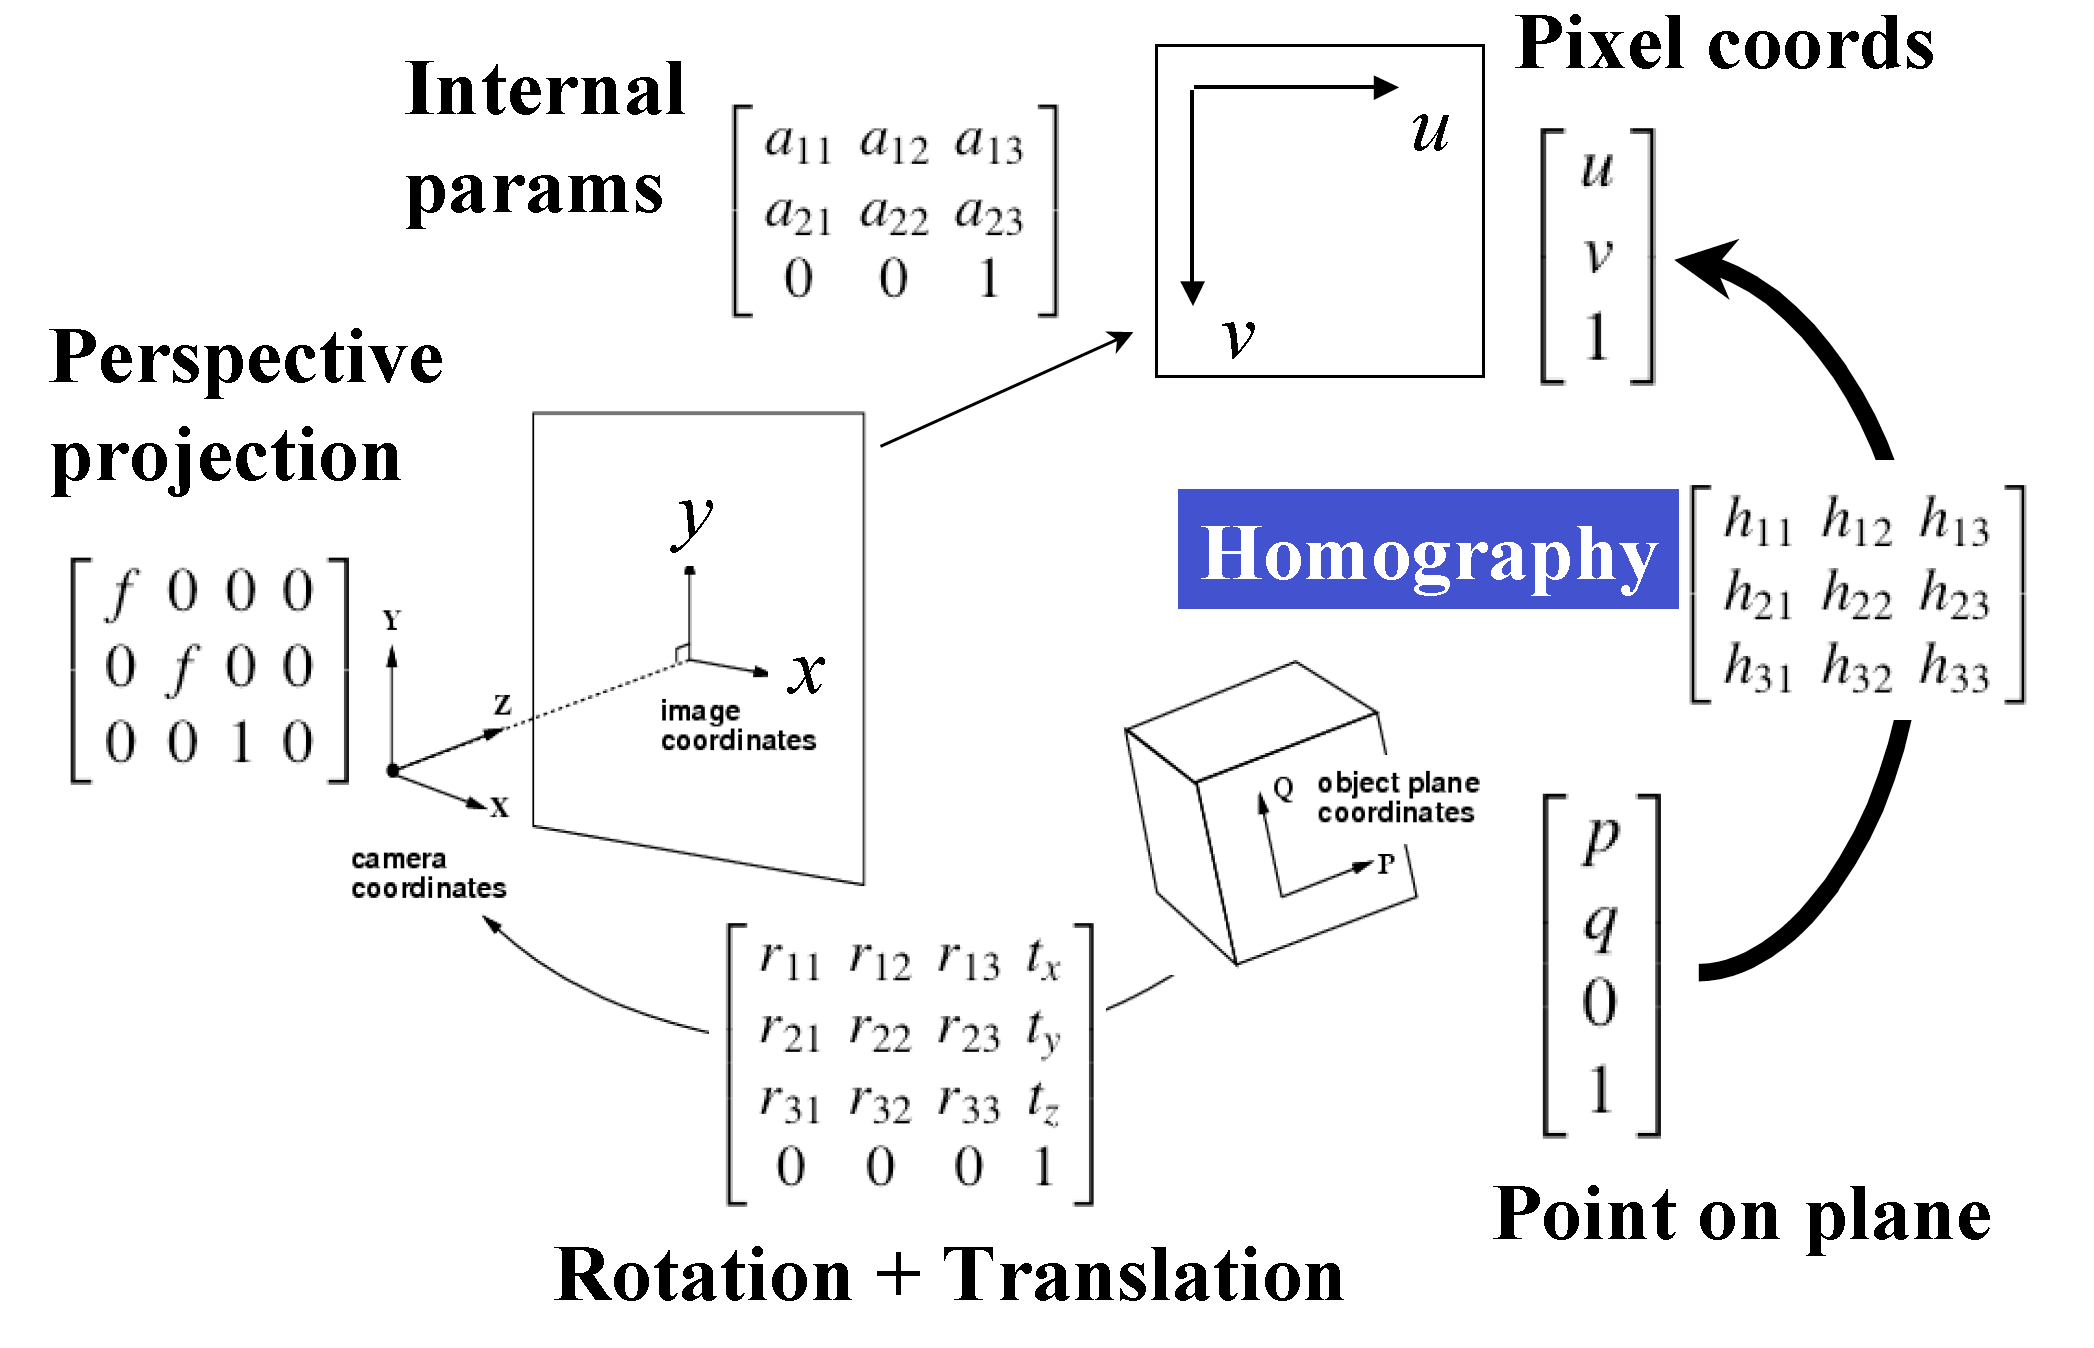 Internal
params
a11 a12 a13
a21 a22 a23
0 0 1
u
v
Pixel coords
u
v
1
Perspective
projection
f 0 0 0
0 f 0 0
0 0 1 0
Y
Z
X
camera
coordinates
y
x
image
coordinates
Homography
h11 h12 h13
h21 h22 h23
h31 h32 h33
Q
P
object plane
coordinates
p
q
0
1
Point on plane
r11 r12 r13 tx
r21 r22 r23 ty
r31 r32 r33 tz
0 0 0 1
Rotation + Translation